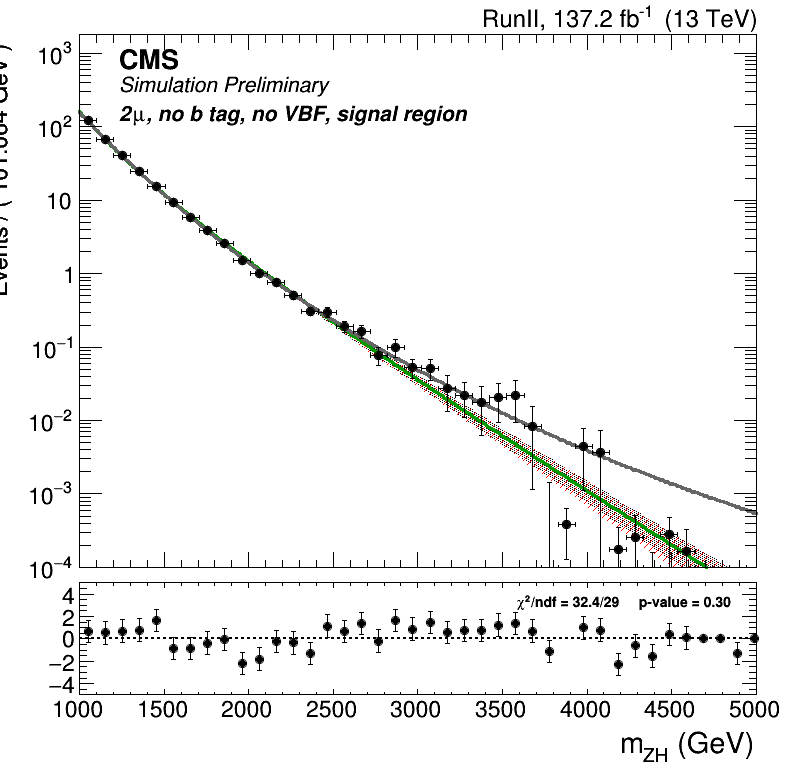 RunII, 137.2 fb⁻¹ (13 TeV)
CMS
Simulation Preliminary
2μ, no b tag, no VBF, signal region
10³
10²
10
1
10⁻¹
10⁻²
10⁻³
10⁻⁴
χ²/ndf = 32.4/29 p-value = 0.30
4
2
0
−2
−4
1000 1500 2000 2500 3000 3500 4000 4500 5000
m_ZH (GeV)